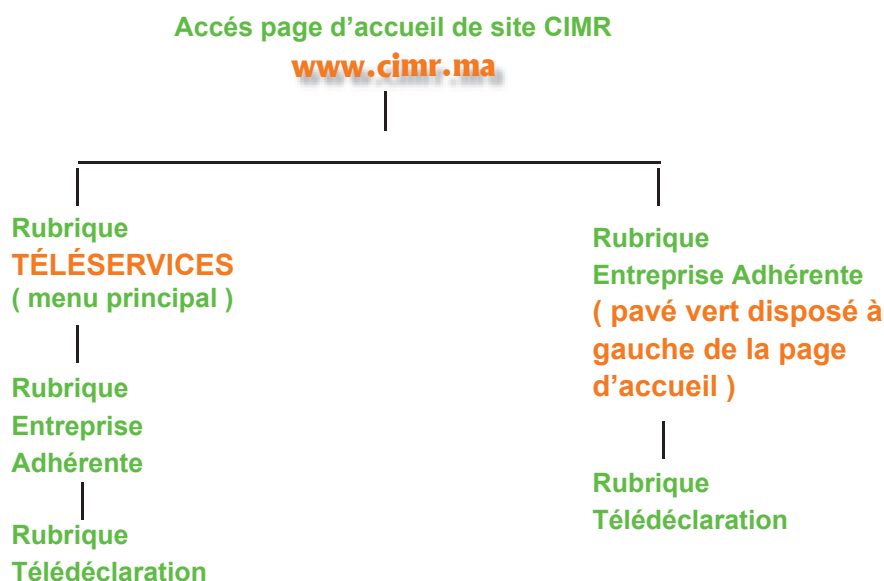 Accés page d’accueil de site CIMR
www.cimr.ma
Rubrique
TÉLÉSERVICES
( menu principal )
Rubrique
Entreprise
Adhérente
Rubrique
Télédéclaration
Rubrique
Entreprise Adhérente
( pavé vert disposé à
gauche de la page
d’accueil )
Rubrique
Télédéclaration